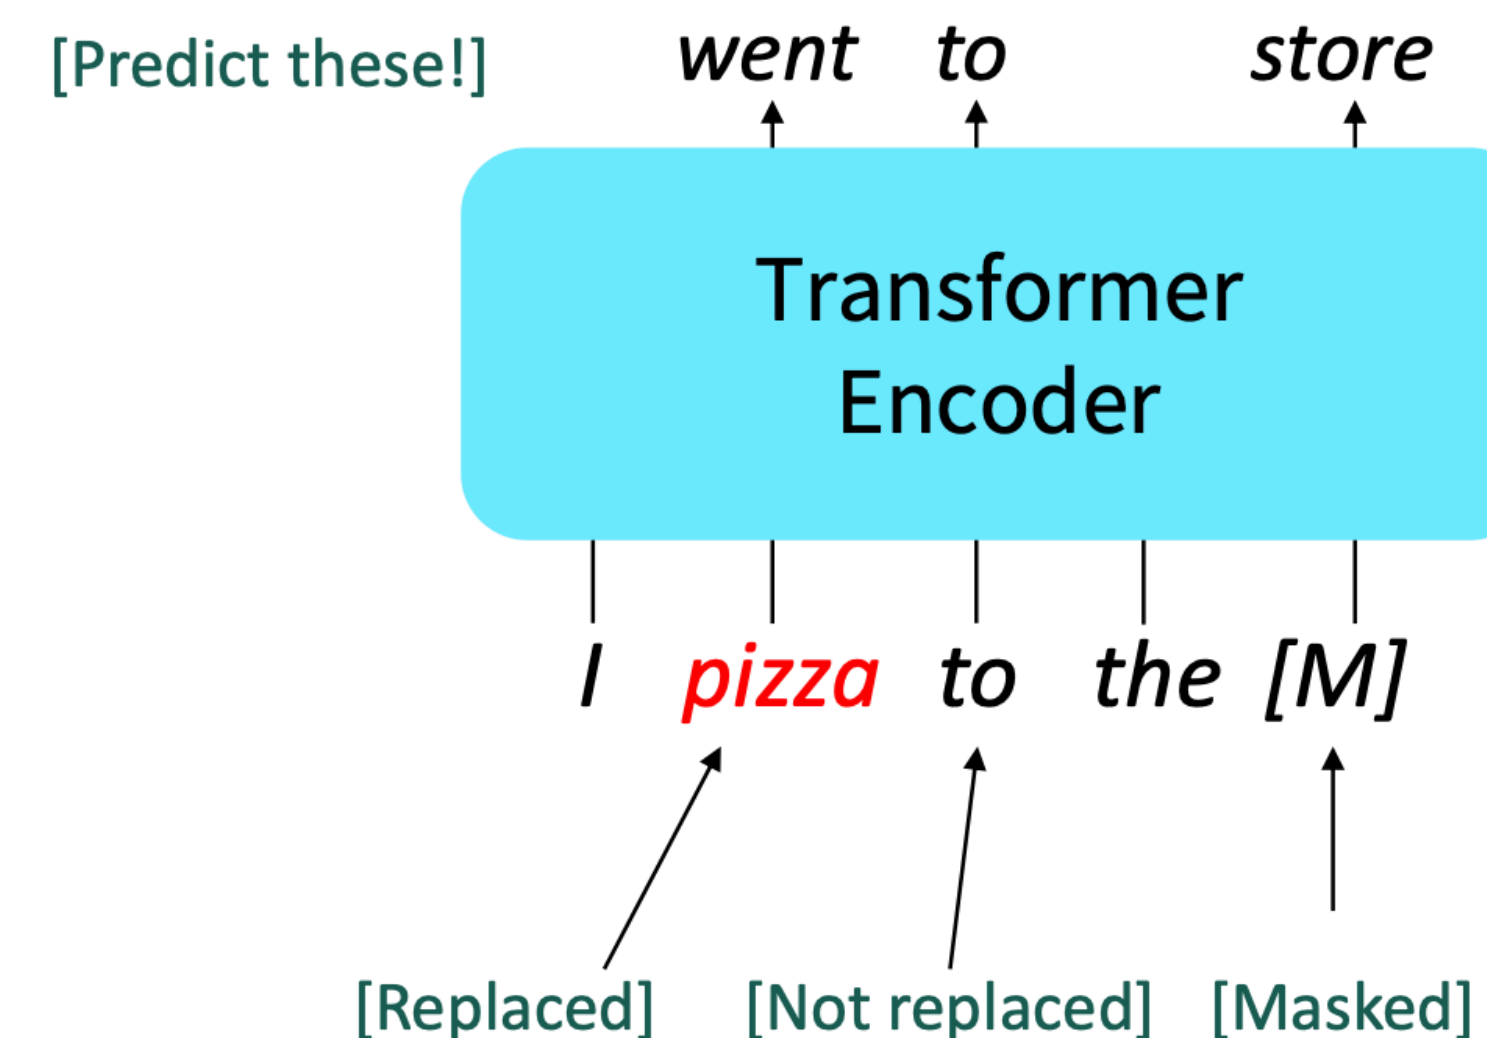 [Predict these!] went to store
Transformer
Encoder
I pizza to the [M]
[Replaced] [Not replaced] [Masked]